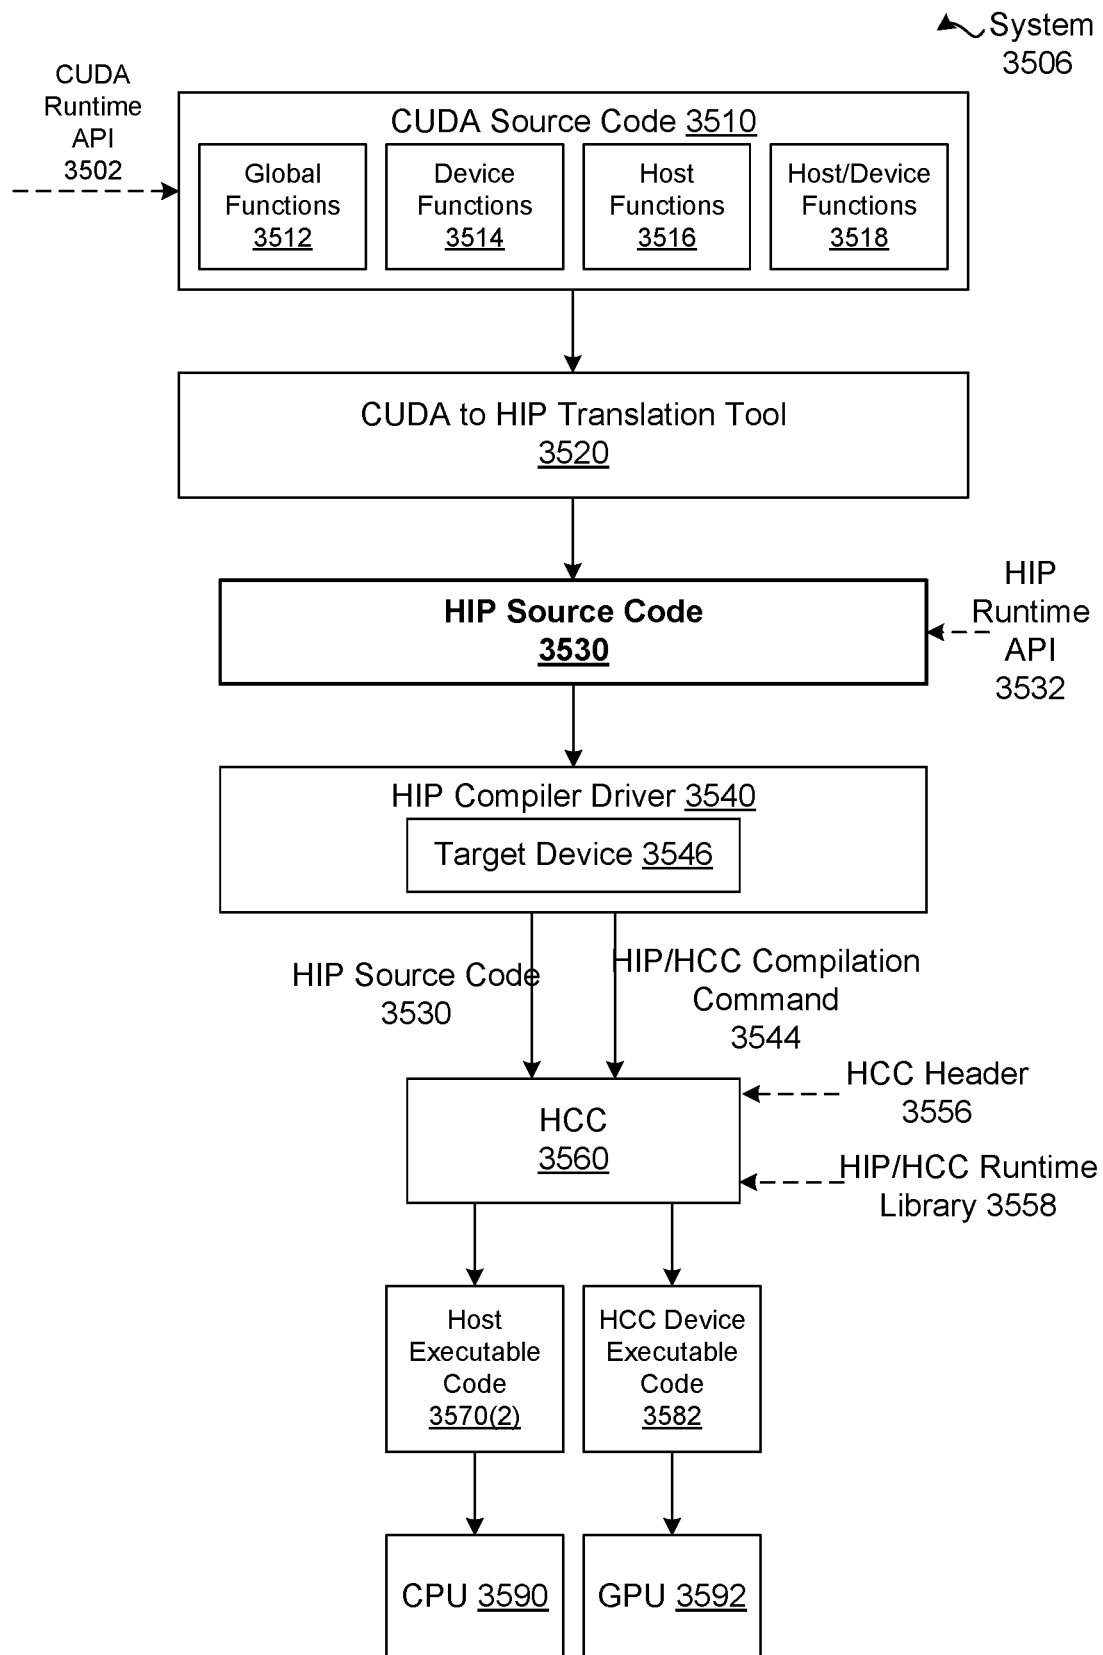 System
3506
CUDA
Runtime
API
3502
CUDA Source Code 3510
Global
Functions
3512
Device
Functions
3514
Host
Functions
3516
Host/Device
Functions
3518
CUDA to HIP Translation Tool
3520
HIP Source Code
3530
HIP
Runtime
API
3532
HIP Compiler Driver 3540
Target Device 3546
HIP Source Code
3530
HIP/HCC Compilation
Command
3544
HCC
3560
HCC Header
3556
HIP/HCC Runtime
Library 3558
Host
Executable
Code
3570(2)
HCC Device
Executable
Code
3582
CPU 3590
GPU 3592